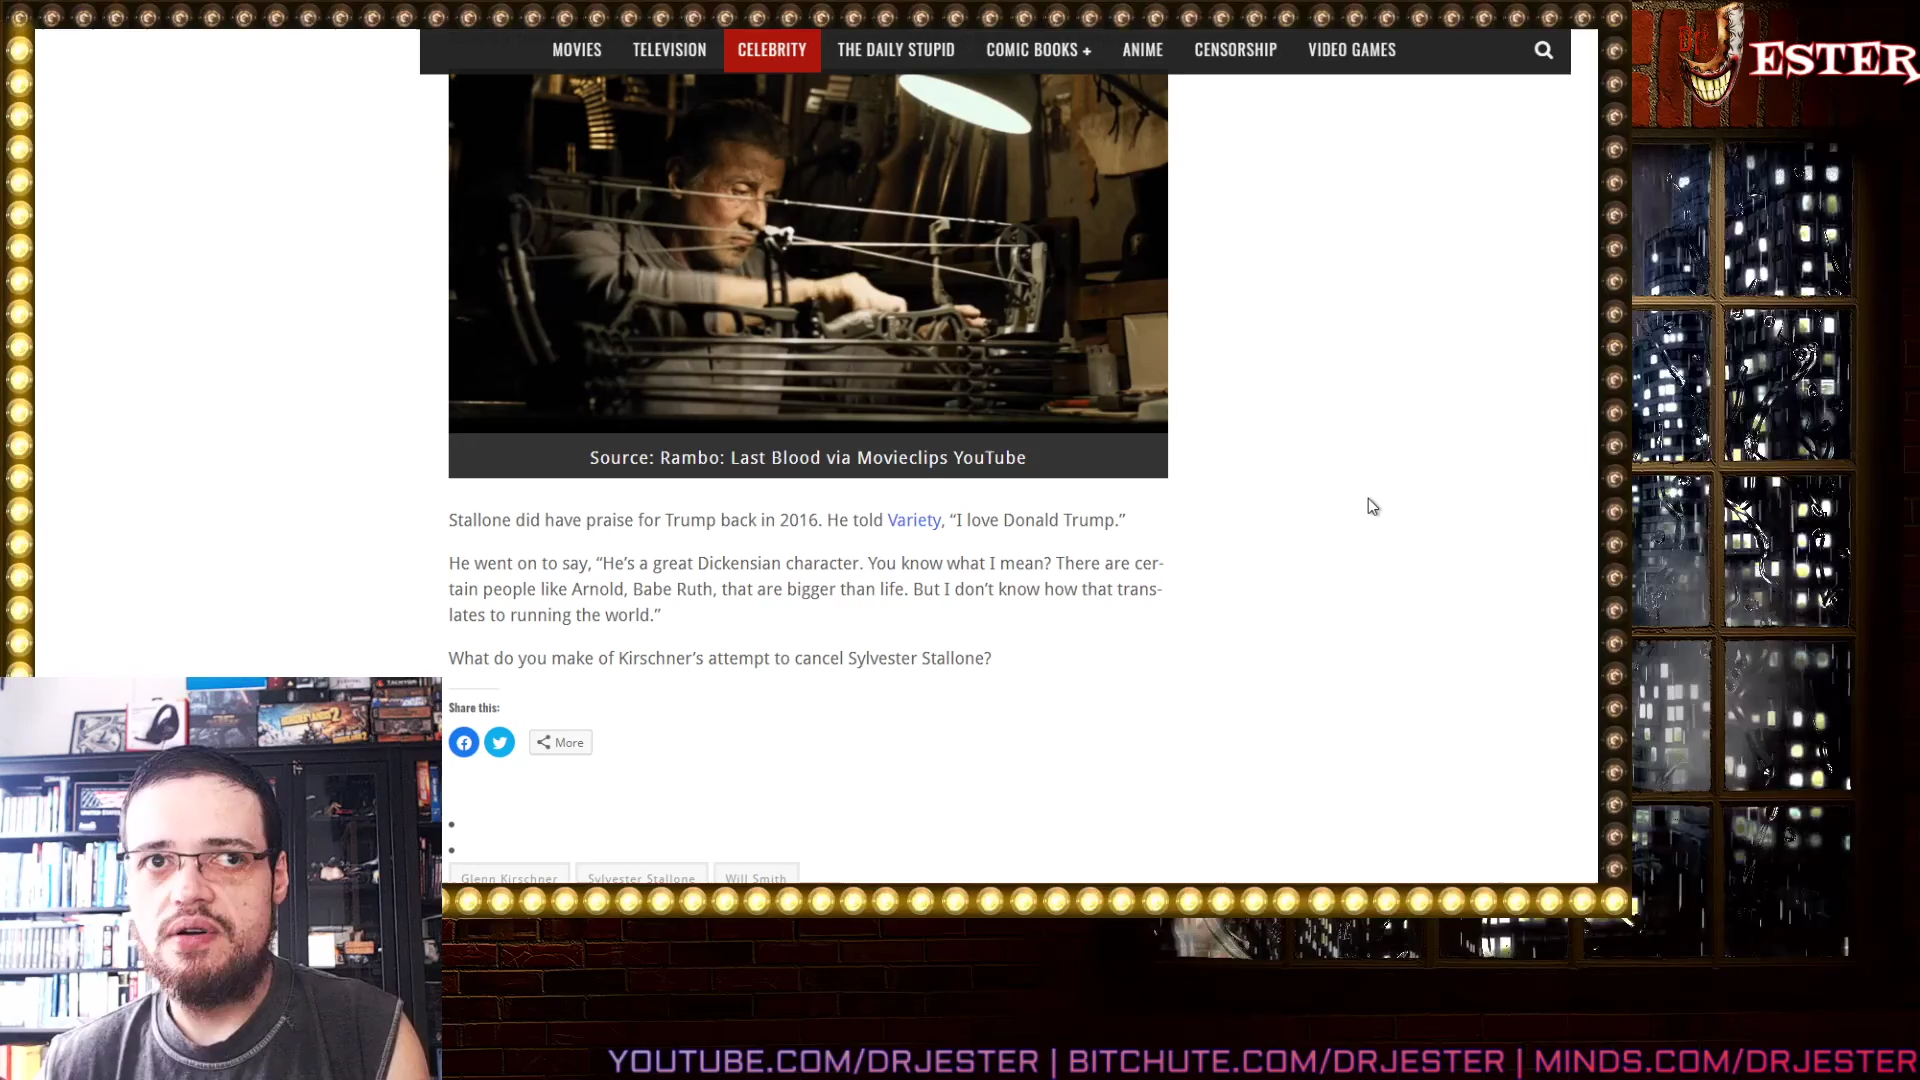 MOVIES TELEVISION CELEBRITY THE DAILY STUPID COMIC BOOKS + ANIME CENSORSHIP VIDEO GAMES
ESTER
Source: Rambo: Last Blood via Movieclips YouTube
Stallone did have praise for Trump back in 2016. He told Variety, “I love Donald Trump.”
He went on to say, “He’s a great Dickensian character. You know what I mean? There are cer-
tain people like Arnold, Babe Ruth, that are bigger than life. But I don’t know how that trans-
lates to running the world.”
What do you make of Kirschner’s attempt to cancel Sylvester Stallone?
Share this:
More
Glenn Kirschner Sylvester Stallone Will Smith
YOUTUBE.COM/DRJESTER | BITCHUTE.COM/DRJESTER | MINDS.COM/DRJESTER